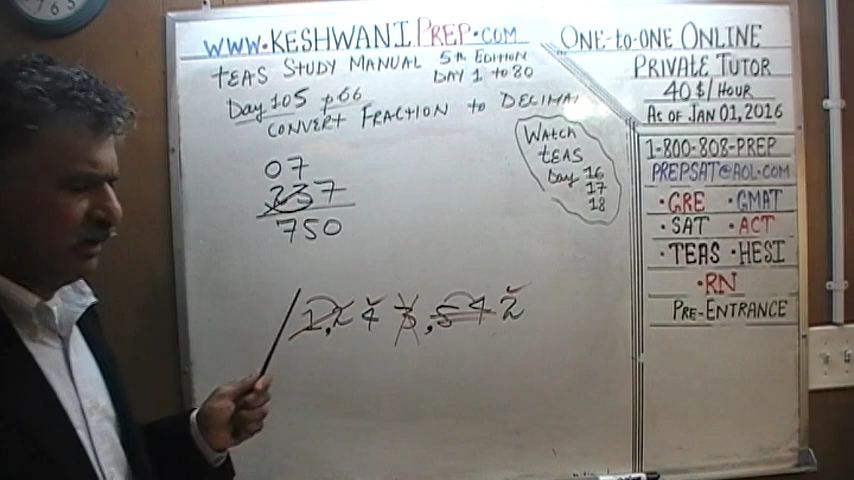 WWW.KESHWANIPREP.COM
TEAS STUDY MANUAL 5TH EDITION
DAY 1 TO 80
Day 105 p66
CONVERT FRACTION to DECIMAL
07
237
750
1,243,542
WATCH
TEAS
Day 16
17
18
ONE-to-ONE ONLINE
PRIVATE TUTOR
40$/HOUR
AS OF JAN 01,2016
1-800-808-PREP
PREPSAT@AOL.COM
•GRE •GMAT
•SAT •ACT
•TEAS •HESI
•RN
PRE-ENTRANCE